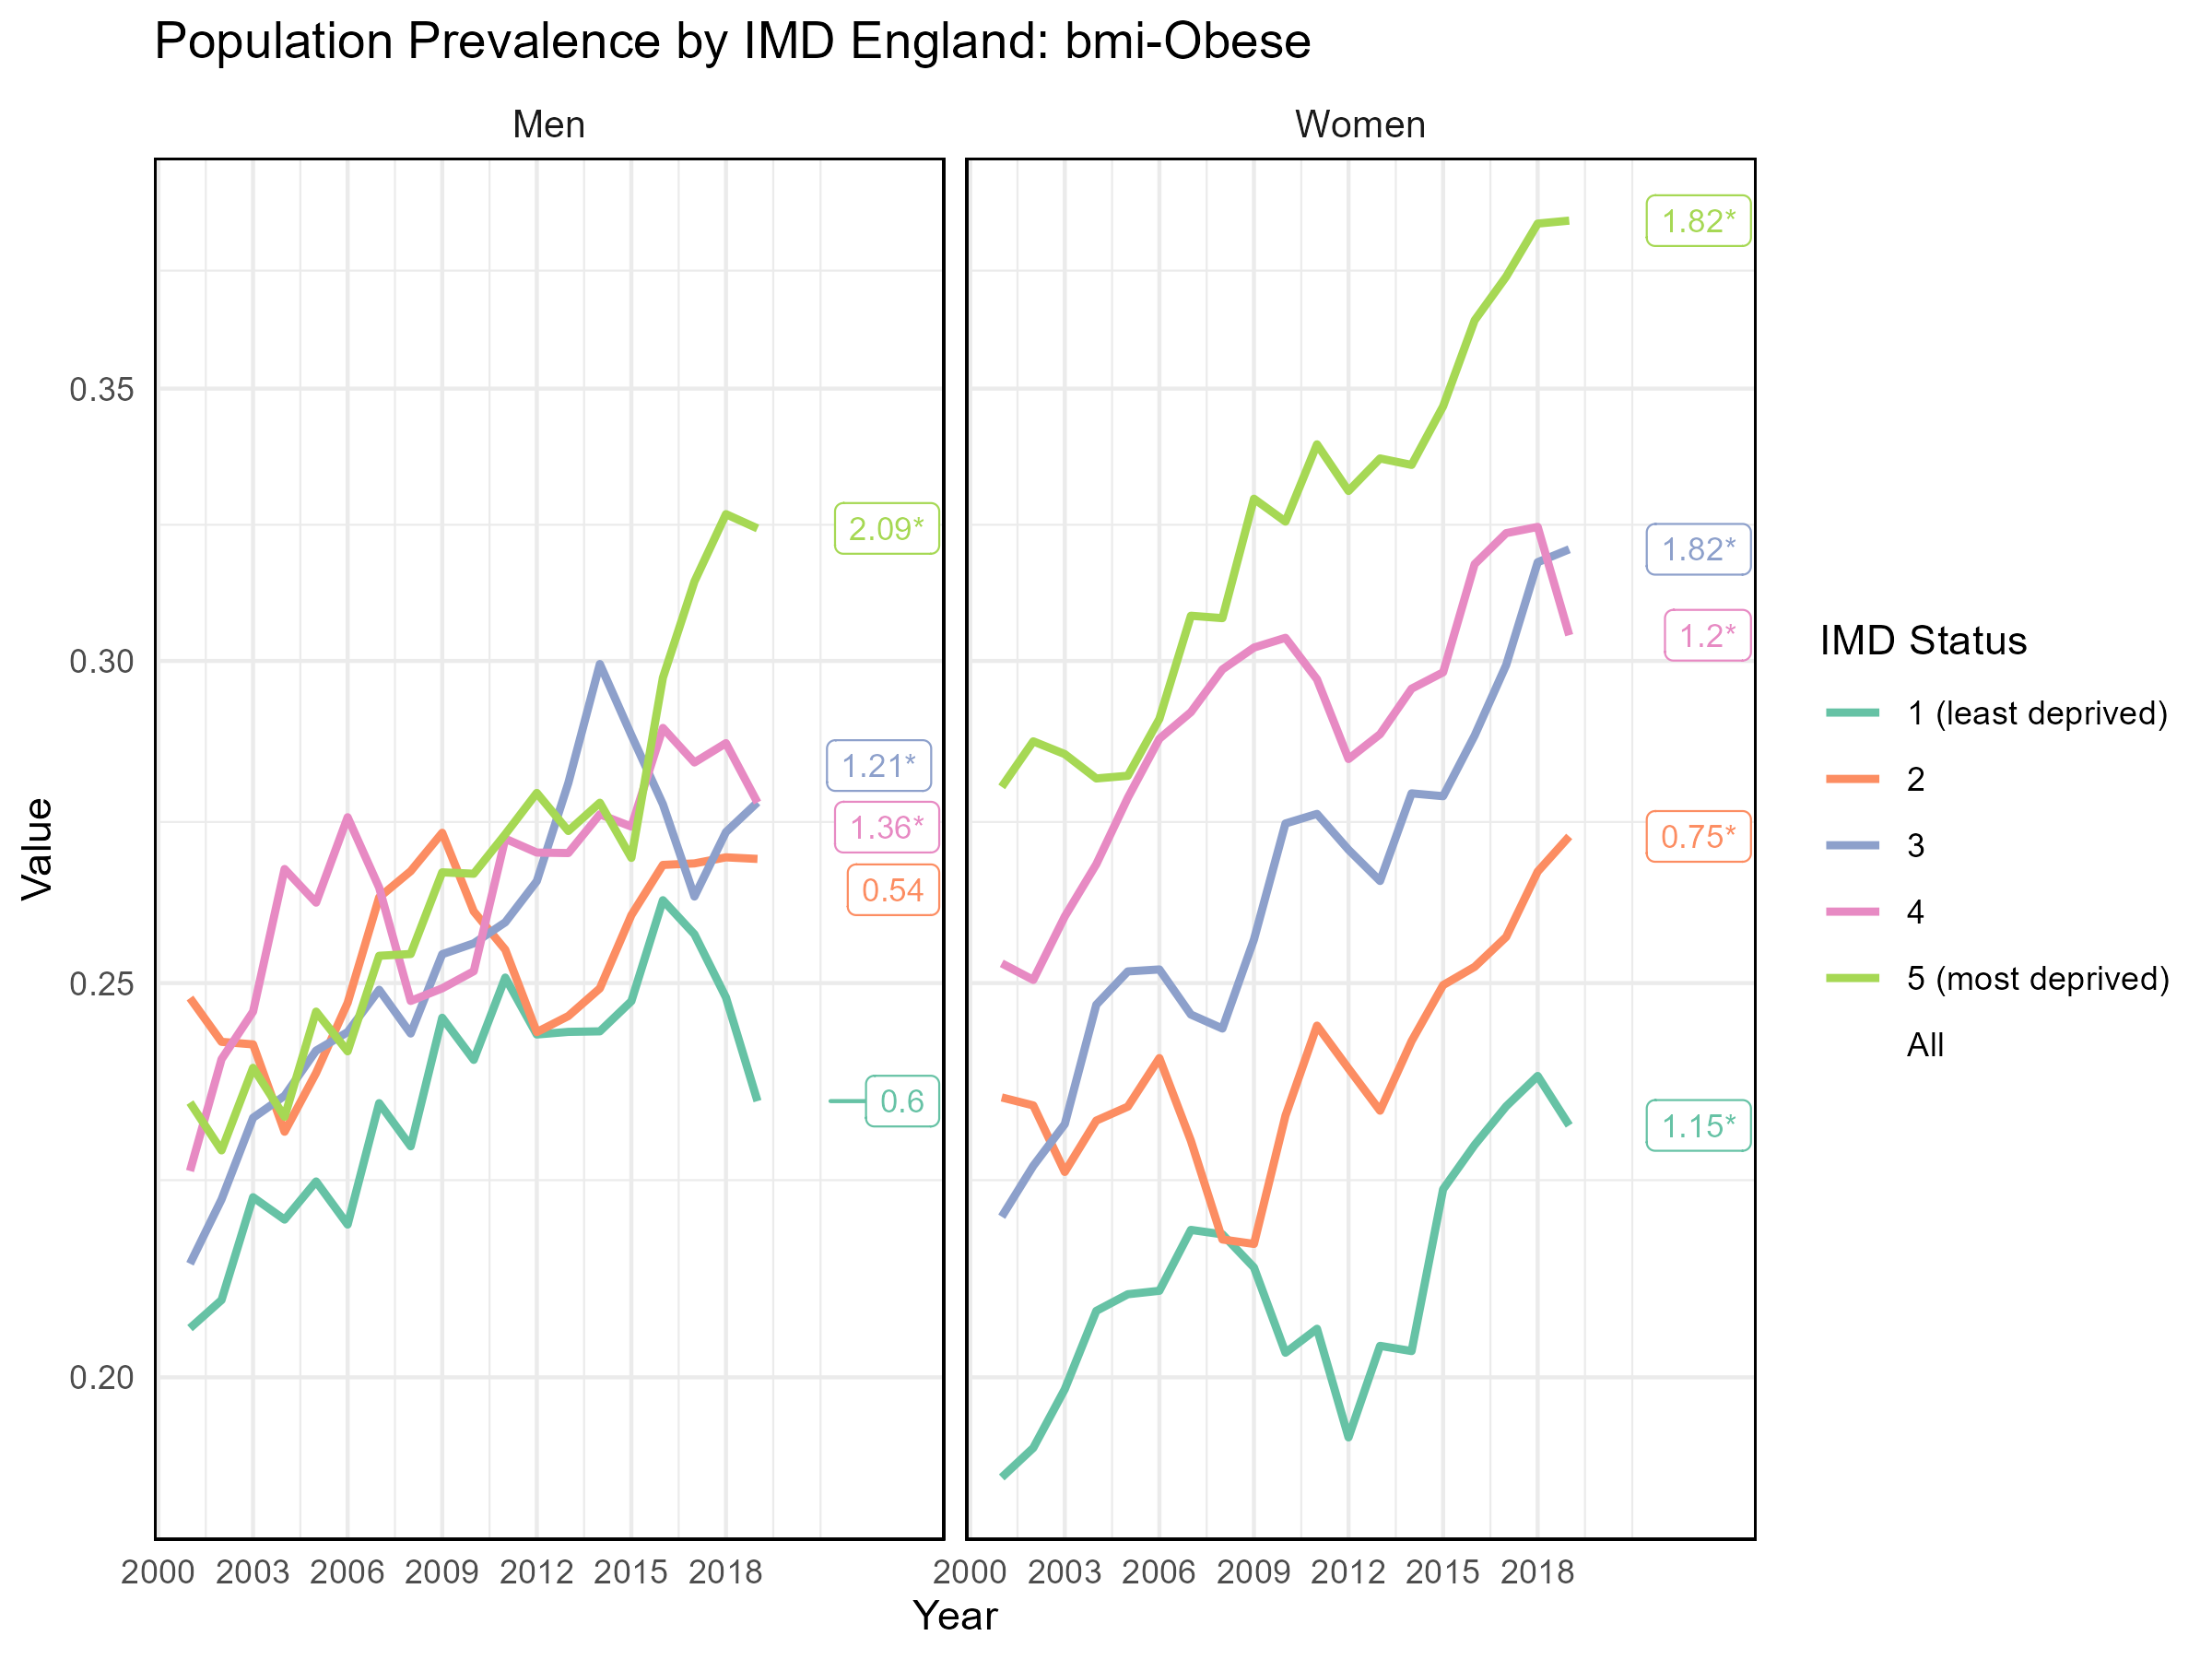 Population Prevalence by IMD England: bmi-Obese
Men
Women
Value
0.35
0.30
0.25
0.20
2.09*
1.21*
1.36*
0.54
0.6
1.82*
1.82*
1.2*
0.75*
1.15*
2000 2003 2006 2009 2012 2015 2018
2000 2003 2006 2009 2012 2015 2018
Year
IMD Status
1 (least deprived)
2
3
4
5 (most deprived)
All